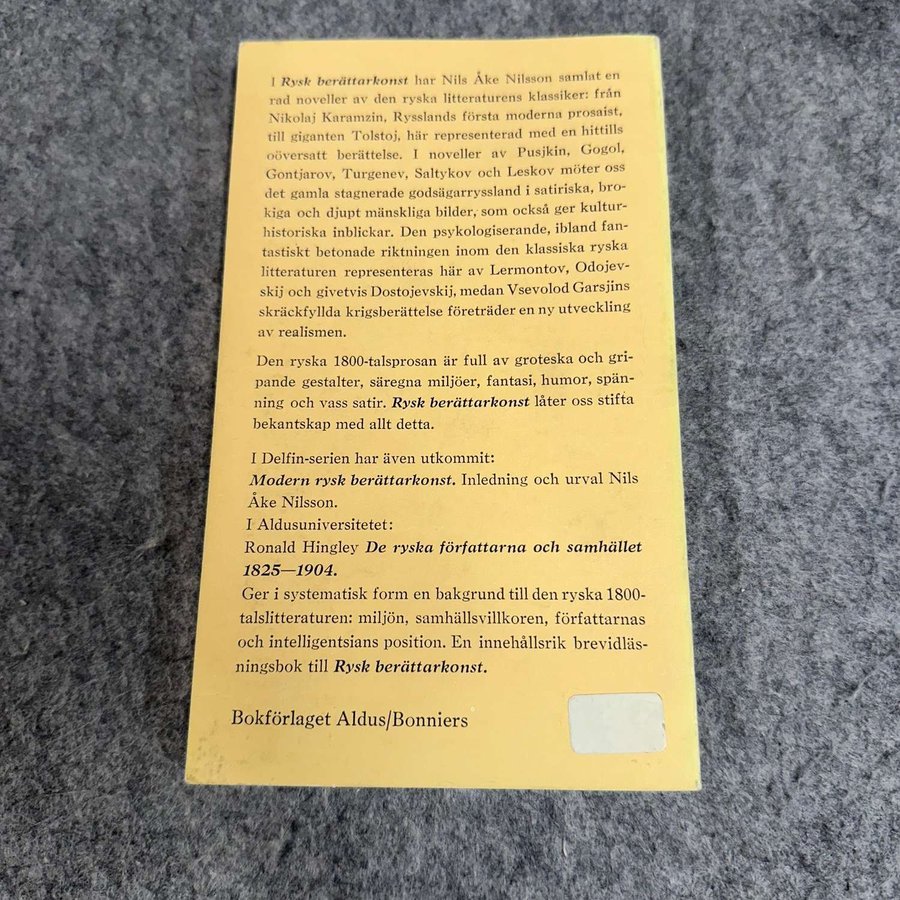 I Rysk berättarkonst har Nils Åke Nilsson samlat en
rad noveller av den ryska litteraturens klassiker: från
Nikolaj Karamzin, Rysslands första moderna prosaist,
till giganten Tolstoj, här representerad med en hittills
oöversatt berättelse. I noveller av Pusjkin, Gogol,
Gontjarov, Turgenev, Saltykov och Leskov möter oss
det gamla stagnerade godsägarryssland i satiriska, bro-
kiga och djupt mänskliga bilder, som också ger kultur-
historiska inblickar. Den psykologiserande, ibland fan-
tastiskt betonade riktningen inom den klassiska ryska
litteraturen representeras här av Lermontov, Odojev-
skij och givetvis Dostojevskij, medan Vsevolod Garsjins
skräckfyllda krigsberättelse företräder en ny utveckling
av realismen.
Den ryska 1800-talsprosan är full av groteska och gri-
pande gestalter, säregna miljöer, fantasi, humor, spän-
ning och vass satir. Rysk berättarkonst låter oss stifta
bekantskap med allt detta.
I Delfin-serien har även utkommit:
Modern rysk berättarkonst. Inledning och urval Nils
Åke Nilsson.
I Aldusuniversitetet:
Ronald Hingley De ryska författarna och samhället
1825—1904.
Ger i systematisk form en bakgrund till den ryska 1800-
talslitteraturen: miljön, samhällsvillkoren, författarnas
och intelligentsians position. En innehållsrik brevidläs-
ningsbok till Rysk berättarkonst.
Bokförlaget Aldus/Bonniers